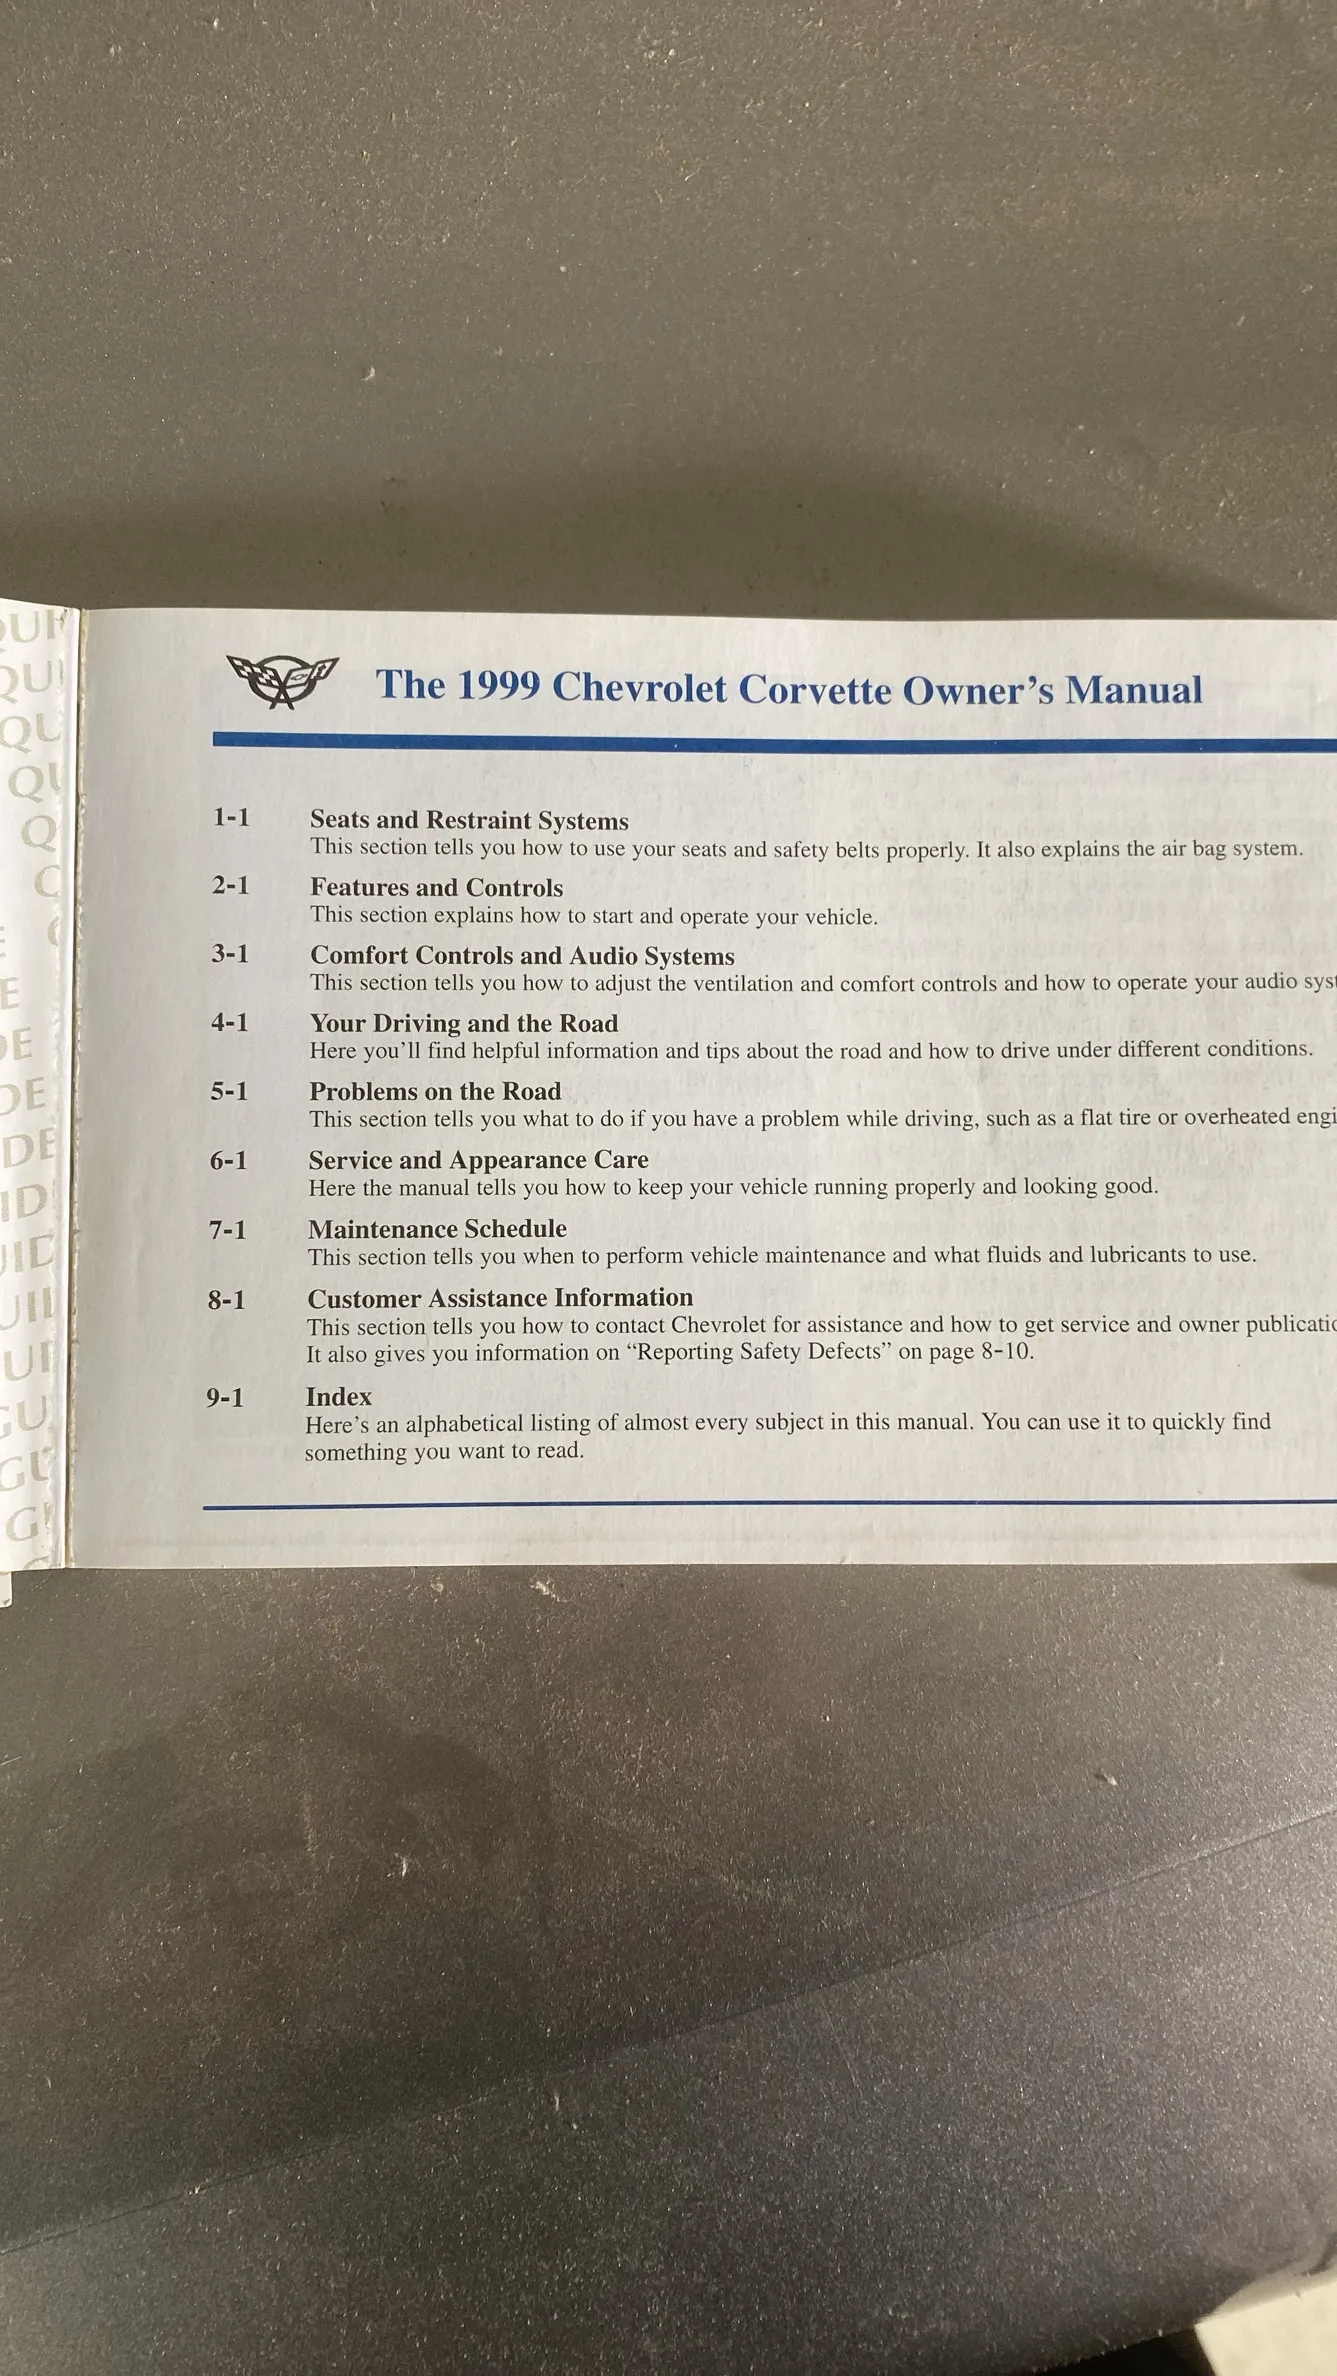 The 1999 Chevrolet Corvette Owner's Manual
1-1 Seats and Restraint Systems
This section tells you how to use your seats and safety belts properly. It also explains the air bag system.
2-1 Features and Controls
This section explains how to start and operate your vehicle.
3-1 Comfort Controls and Audio Systems
This section tells you how to adjust the ventilation and comfort controls and how to operate your audio
4-1 Your Driving and the Road
Here you'll find helpful information and tips about the road and how to drive under different conditions.
5-1 Problems on the Road
This section tells you what to do if you have a problem while driving, such as a flat tire or overheated
6-1 Service and Appearance Care
Here the manual tells you how to keep your vehicle running properly and looking good.
7-1 Maintenance Schedule
This section tells you when to perform vehicle maintenance and what fluids and lubricants to use.
8-1 Customer Assistance Information
This section tells you how to contact Chevrolet for assistance and how to get service and owner
It also gives you information on “Reporting Safety Defects” on page 8-10.
9-1 Index
Here's an alphabetical listing of almost every subject in this manual. You can use it to quickly find
something you want to read.